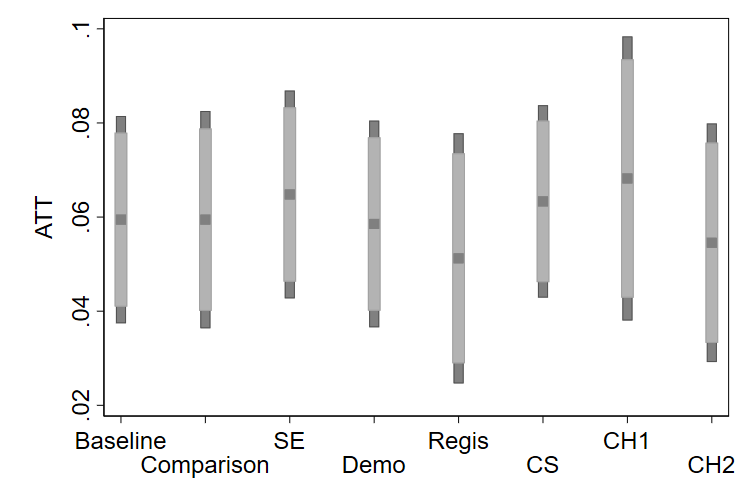 .1
.08
.06
.04
.02
ATT
Baseline
SE
Regis
CH1
Comparison
Demo
CS
CH2